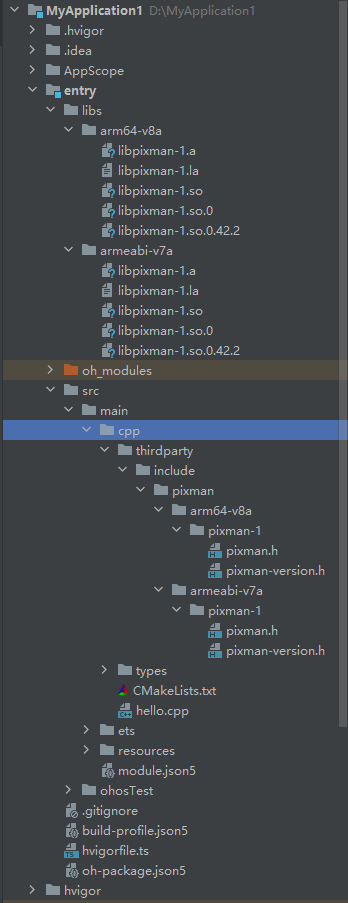 MyApplication1 D:\MyApplication1
.hvigor
.idea
AppScope
entry
libs
arm64-v8a
libpixman-1.a
libpixman-1.la
libpixman-1.so
libpixman-1.so.0
libpixman-1.so.0.42.2
armeabi-v7a
libpixman-1.a
libpixman-1.la
libpixman-1.so
libpixman-1.so.0
libpixman-1.so.0.42.2
oh_modules
src
main
cpp
thirdparty
include
pixman
arm64-v8a
pixman-1
pixman.h
pixman-version.h
armeabi-v7a
pixman-1
pixman.h
pixman-version.h
types
CMakeLists.txt
hello.cpp
ets
resources
module.json5
ohosTest
.gitignore
build-profile.json5
hvigorfile.ts
oh-package.json5
hvigor